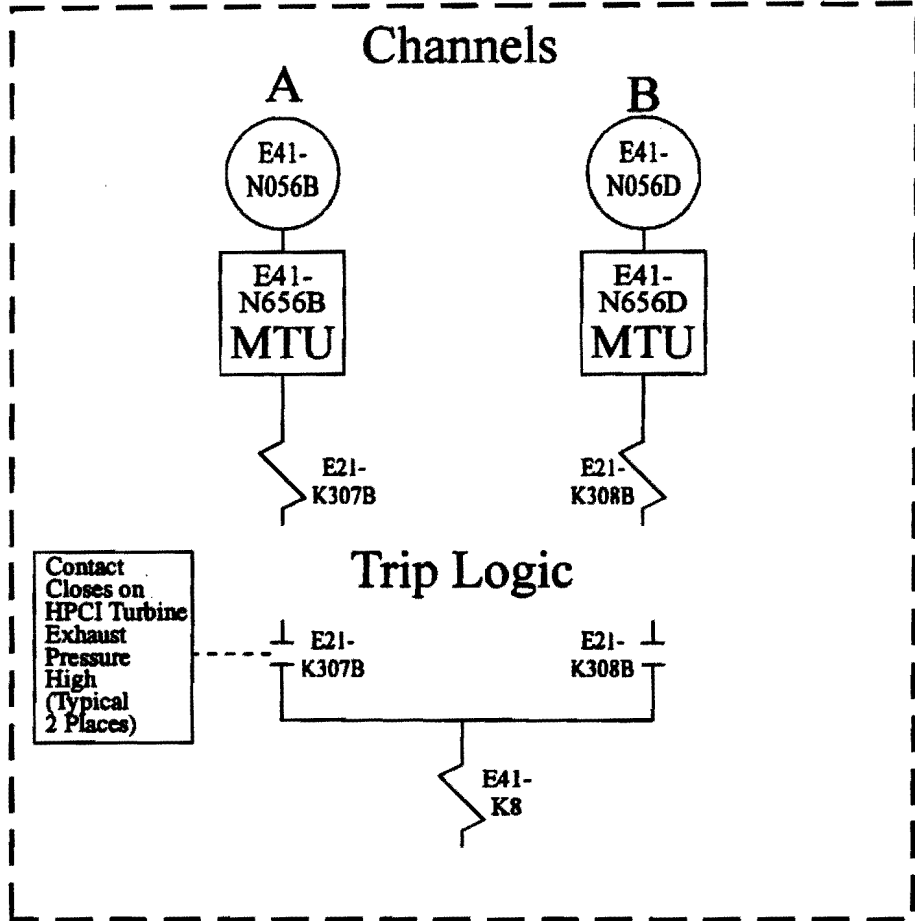 Channels
A
B
E41-
N056B
E41-
N056D
E41-
N656B
MTU
E41-
N656D
MTU
E21-
K307B
E21-
K308B
Trip Logic
Contact
Closes on
HPCI Turbine
Exhaust
Pressure
High
(Typical
2 Places)
E21-
K307B
E21-
K308B
E41-
K8